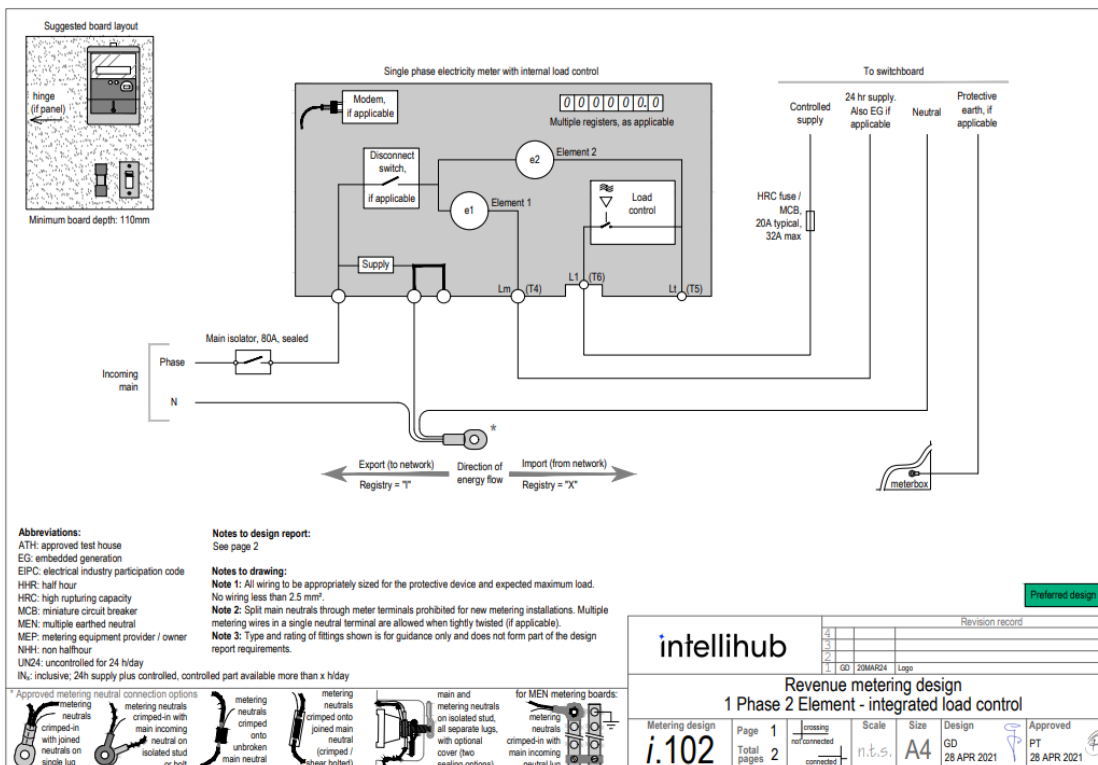 Suggested board layout
hinge
(if panel)
Minimum board depth: 110mm
Single phase electricity meter with internal load control
Modem,
if applicable
0 0 0 0 0 0.0
Multiple registers, as applicable
Disconnect
switch,
if applicable
e2
Element 2
e1
Element 1
Load
control
Supply
Lm
(T4)
L1
(T6)
Lt
(T5)
To switchboard
Controlled
supply
24 hr supply.
Also EG if
applicable
Neutral
Protective
earth, if
applicable
HRC fuse /
MCB,
20A typical,
32A max
Main isolator, 80A, sealed
Incoming
main
Phase
N
*
Export (to network)
Registry = "I"
Direction of
energy flow
Import (from network)
Registry = "X"
meterbox
Abbreviations:
ATH: approved test house
EG: embedded generation
EIPC: electrical industry participation code
HHR: half hour
HRC: high rupturing capacity
MCB: miniature circuit breaker
MEN: multiple earthed neutral
MEP: metering equipment provider / owner
NHH: non halfhour
UN24: uncontrolled for 24 h/day
INₓ: inclusive; 24h supply plus controlled, controlled part available more than x h/day
Notes to design report:
See page 2
Notes to drawing:
Note 1: All wiring to be appropriately sized for the protective device and expected maximum load.
No wiring less than 2.5 mm².
Note 2: Split main neutrals through meter terminals prohibited for new metering installations. Multiple
metering wires in a single neutral terminal are allowed when tightly twisted (if applicable).
Note 3: Type and rating of fittings shown is for guidance only and does not form part of the design
report requirements.
* Approved metering neutral connection options
metering
neutrals
crimped-in
with joined
neutrals on
single lug
metering neutrals
crimped-in with
main incoming
neutral on
isolated stud
or bolt
metering
neutrals
crimped
onto
unbroken
main neutral
metering
neutrals
crimped onto
joined main
neutral
(crimped /
shear bolted)
main and
metering neutrals
on isolated stud,
all separate lugs,
with optional
cover (two
sealing options)
for MEN metering boards:
metering
neutrals
crimped-in with
main incoming
neutral lug
Preferred design
intellihub
Revision record
4
3
2
1 GD 20MAR24 Logo
Revenue metering design
1 Phase 2 Element - integrated load control
Metering design
i.102
Page 1
Total
pages 2
crossing
not connected
connected
Scale
n.t.s.
Size
A4
Design
GD
28 APR 2021
Approved
PT
28 APR 2021